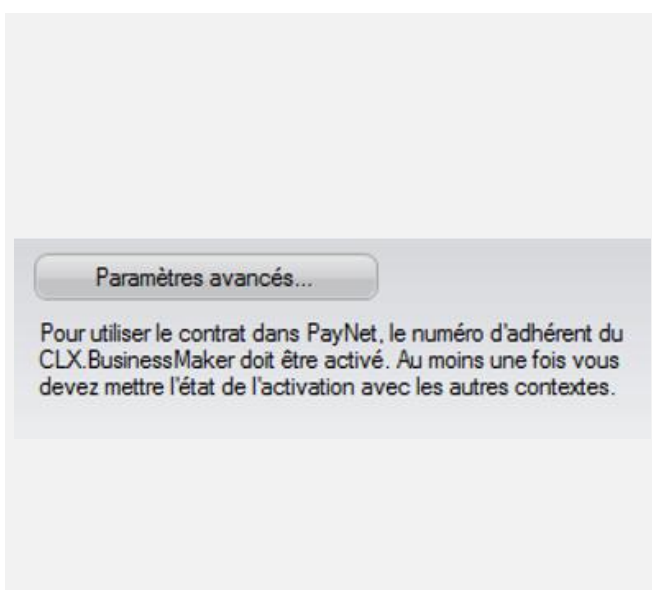 Paramètres avancés...
Pour utiliser le contrat dans PayNet, le numéro d'adhérent du
CLX.BusinessMaker doit être activé. Au moins une fois vous
devez mettre l'état de l'activation avec les autres contextes.